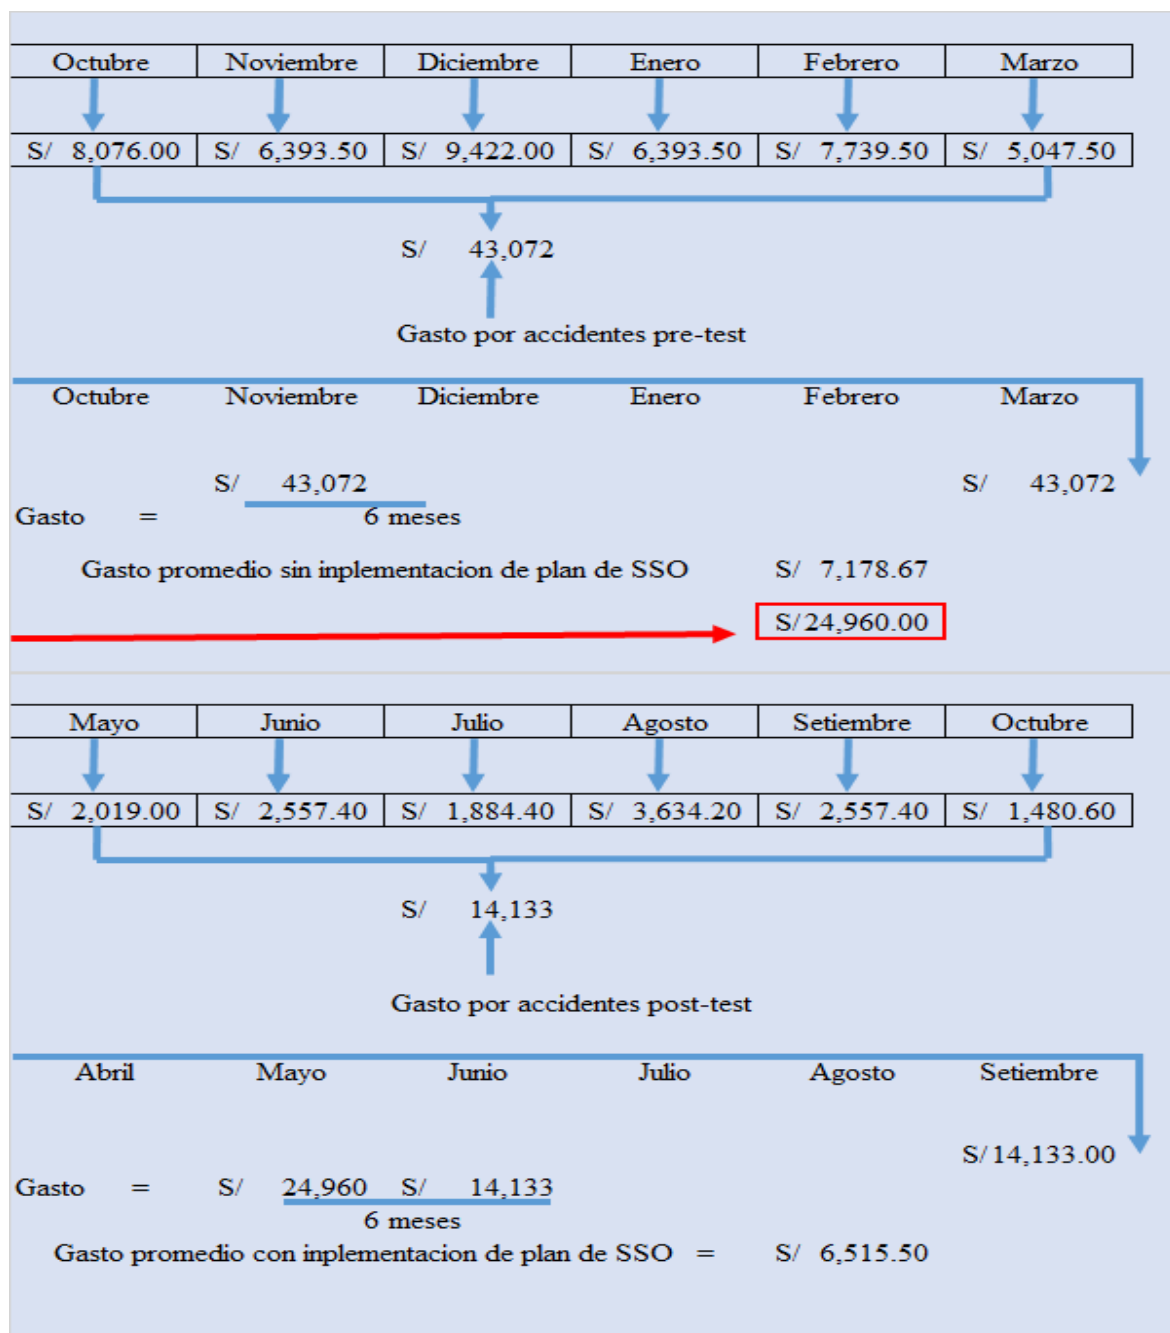 Octubre Noviembre Diciembre Enero Febrero Marzo
S/ 8,076.00 S/ 6,393.50 S/ 9,422.00 S/ 6,393.50 S/ 7,739.50 S/ 5,047.50
S/ 43,072
Gasto por accidentes pre-test
Octubre Noviembre Diciembre Enero Febrero Marzo
S/ 43,072 S/ 43,072
Gasto = 6 meses
Gasto promedio sin inplementacion de plan de SSO S/ 7,178.67
S/ 24,960.00
Mayo Junio Julio Agosto Setiembre Octubre
S/ 2,019.00 S/ 2,557.40 S/ 1,884.40 S/ 3,634.20 S/ 2,557.40 S/ 1,480.60
S/ 14,133
Gasto por accidentes post-test
Abril Mayo Junio Julio Agosto Setiembre
S/ 14,133.00
Gasto = S/ 24,960 S/ 14,133
6 meses
Gasto promedio con inplementacion de plan de SSO = S/ 6,515.50